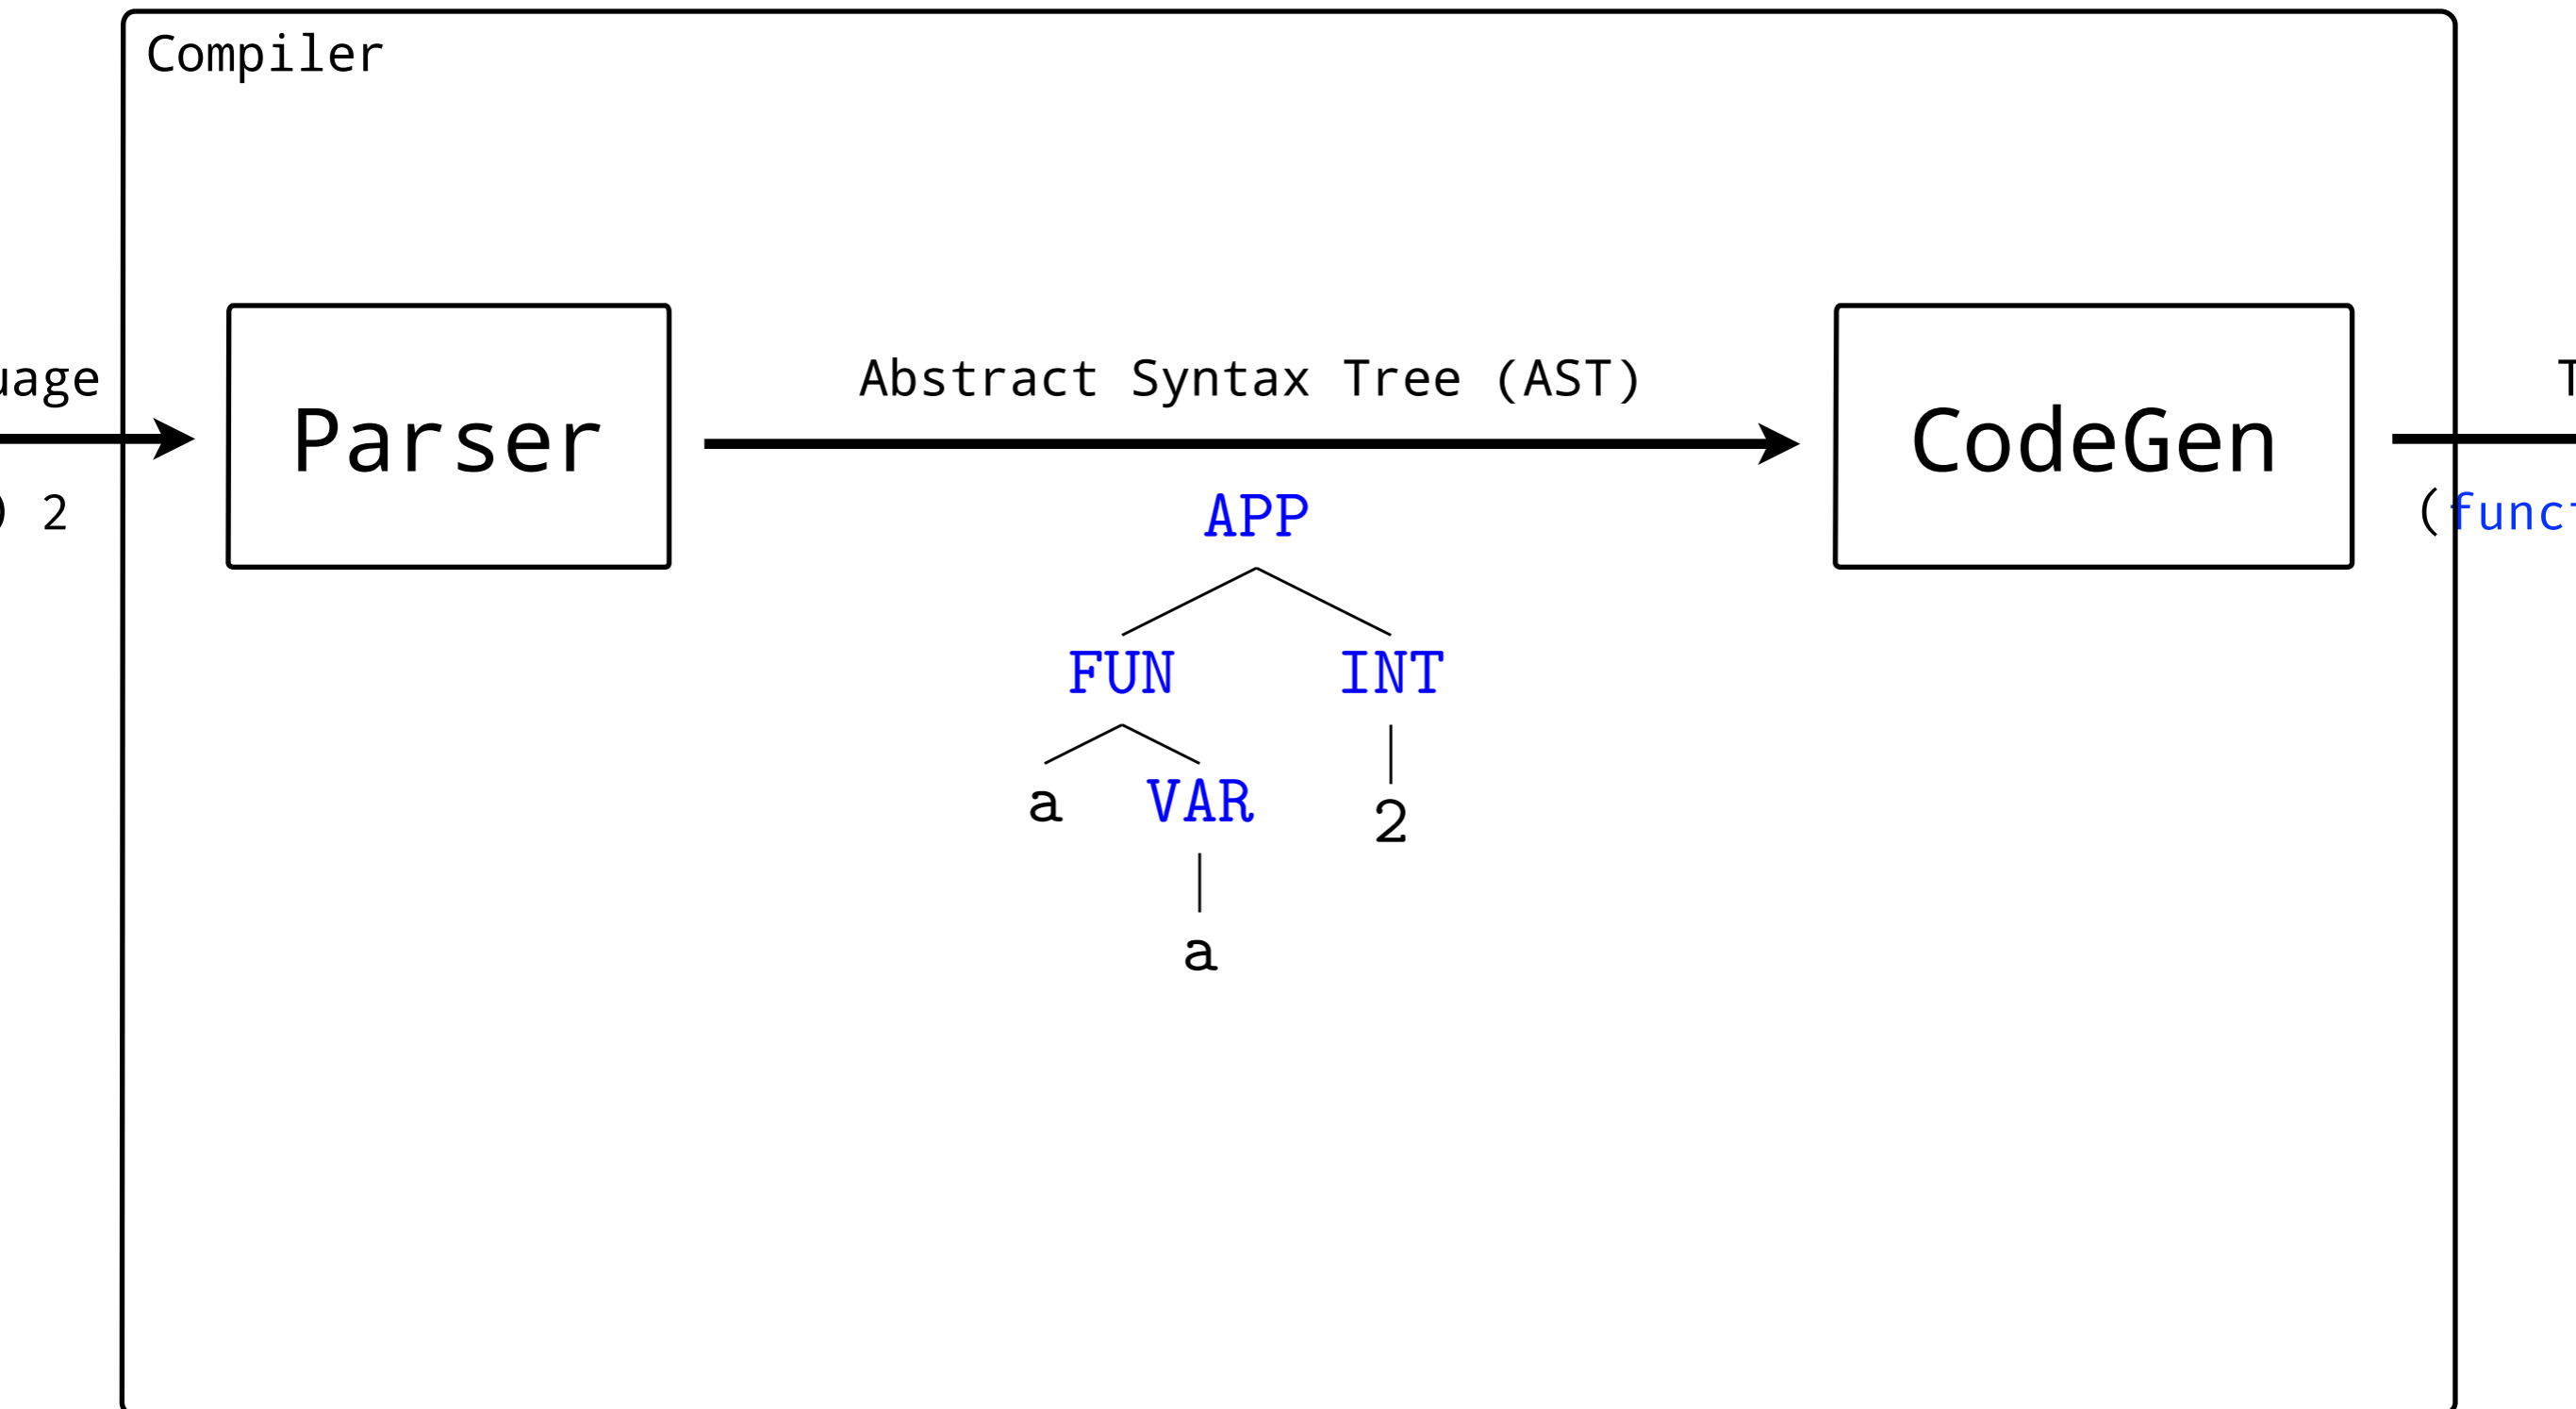 Compiler
uage
) 2
Parser
Abstract Syntax Tree (AST)
APP
FUN INT
a VAR 2
a
CodeGen
T
(func